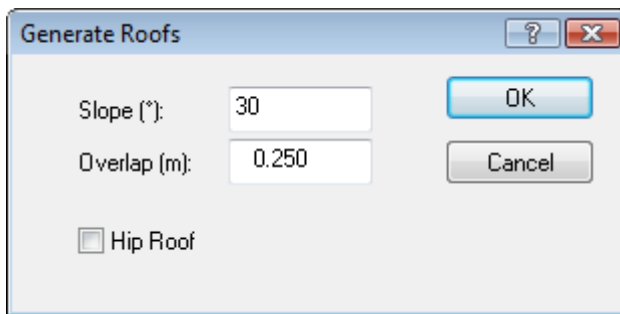 Generate Roofs
Slope (°): 30
OK
Overlap (m): 0.250
Cancel
Hip Roof